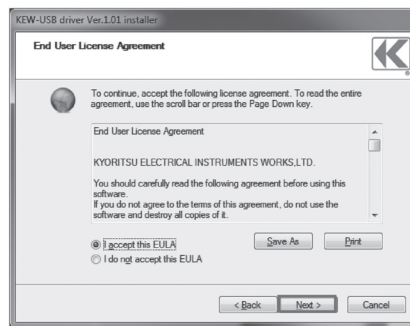 KEW-USB driver Ver.1.01 installer
End User License Agreement
To continue, accept the following license agreement. To read the entire
agreement, use the scroll bar or press the Page Down key.
End User License Agreement
KYORITSU ELECTRICAL INSTRUMENTS WORKS,LTD.
You should carefully read the following agreement before using this
software.
If you do not agree to the terms of this agreement, do not use the
software and destroy all copies of it.
I accept this EULA
I do not accept this EULA
Save As
Print
< Back
Next >
Cancel